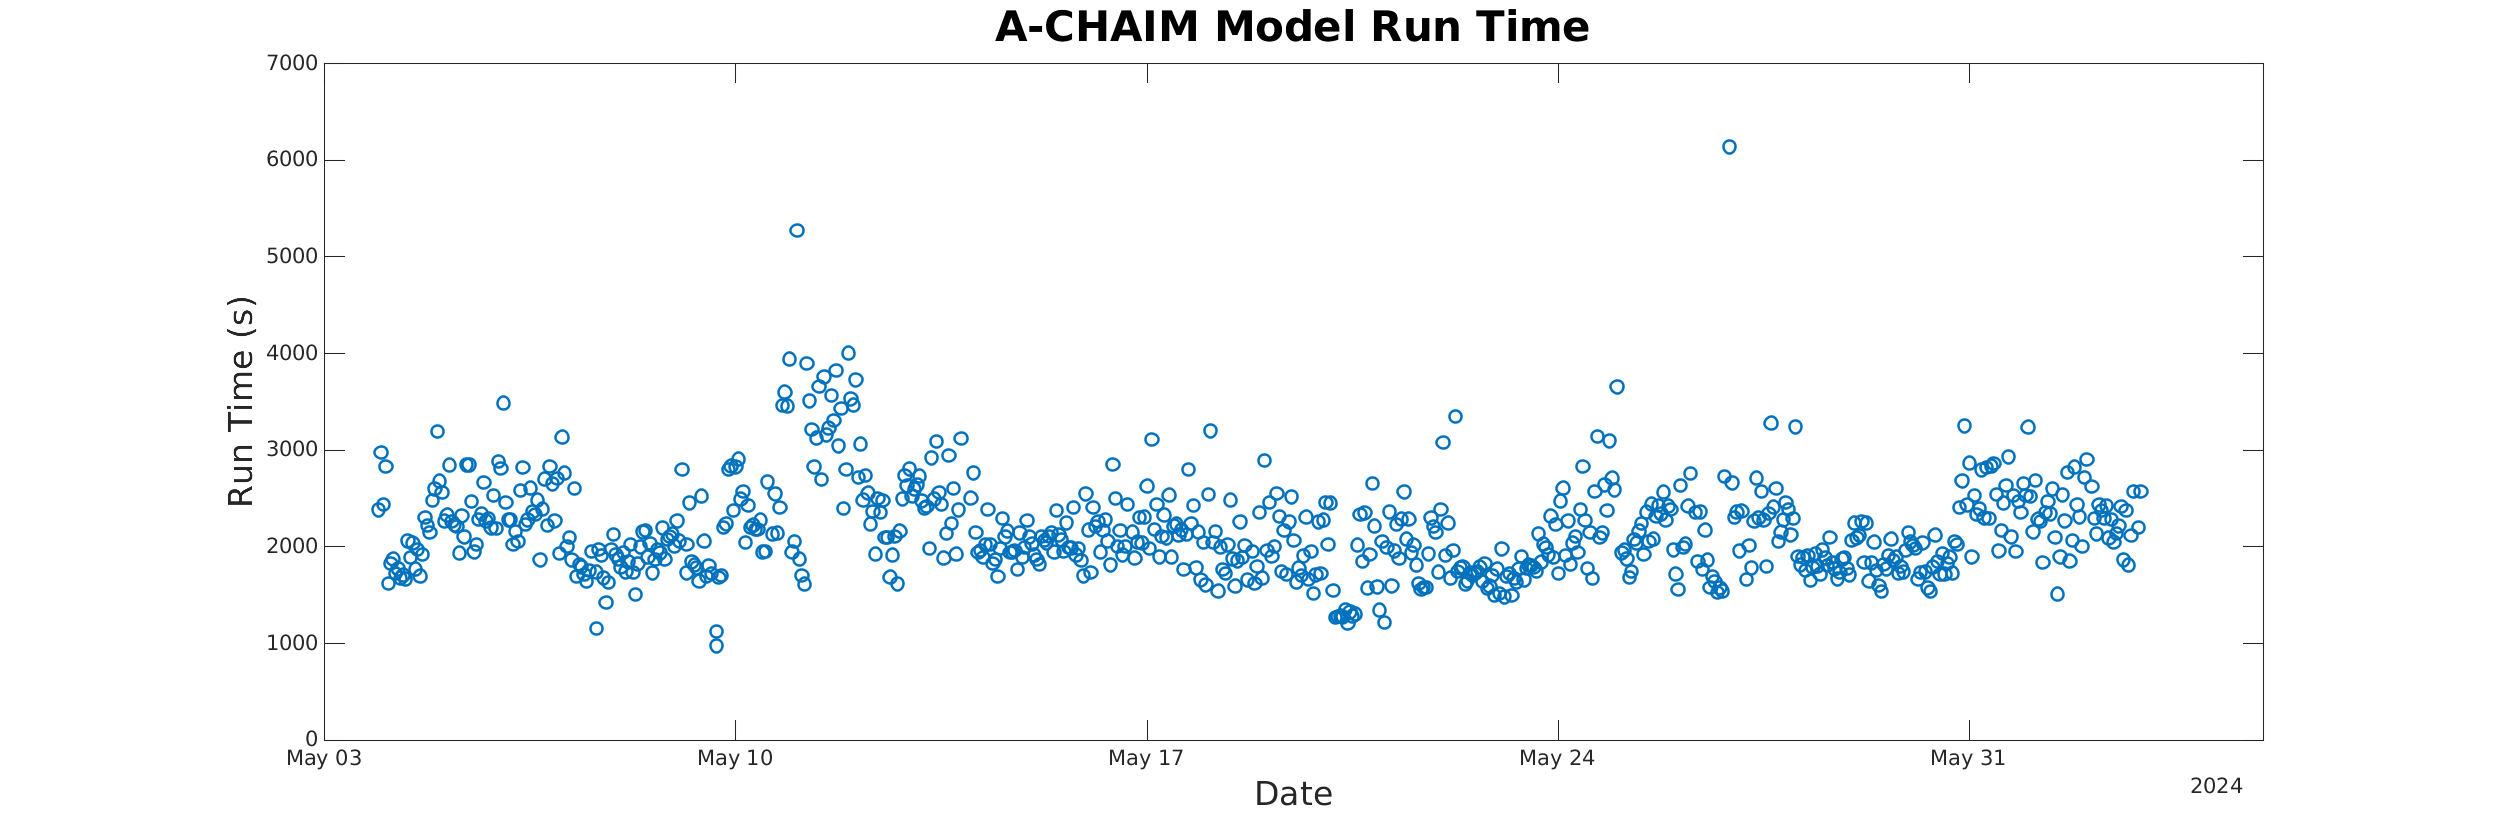 A-CHAIM Model Run Time
7000
6000
5000
4000
3000
2000
1000
0
Run Time (s)
May 03
May 10
May 17
May 24
May 31
2024
Date